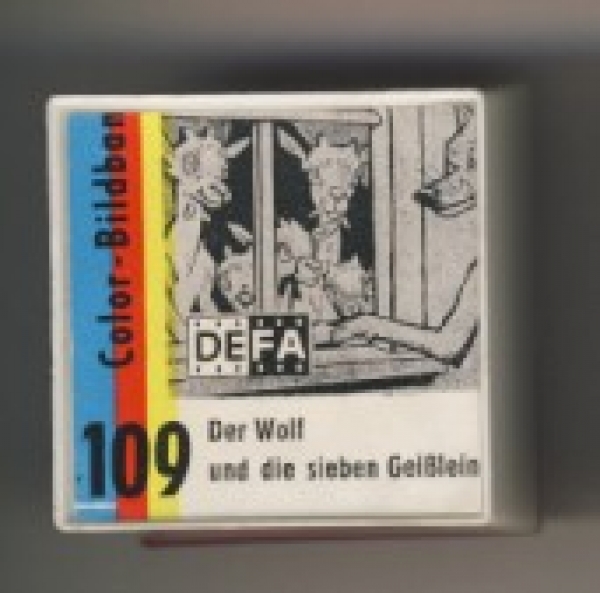 Color-Bildban
DEFA
109
Der Wolf
und die sieben Geißlein